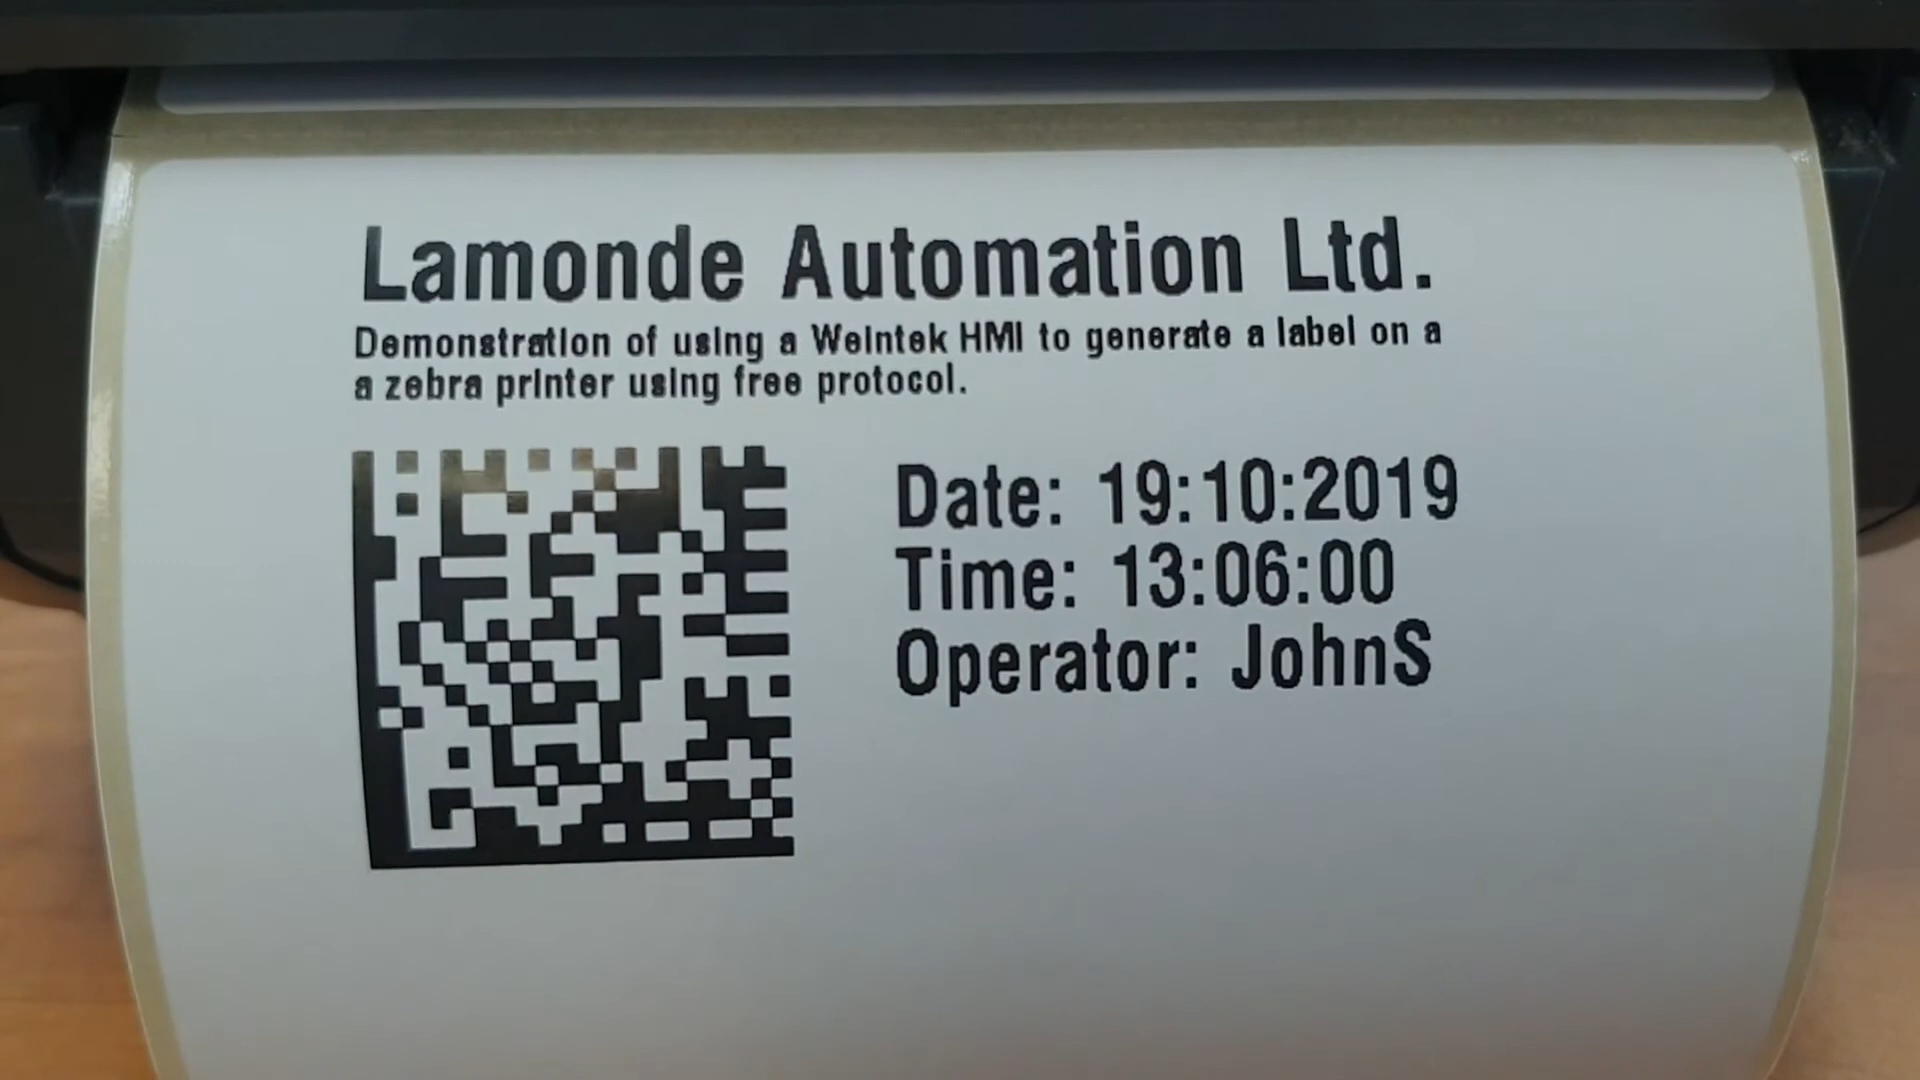 Lamonde Automation Ltd.
Demonstration of using a Weintek HMI to generate a label on a
a zebra printer using free protocol.
Date: 19:10:2019
Time: 13:06:00
Operator: JohnS